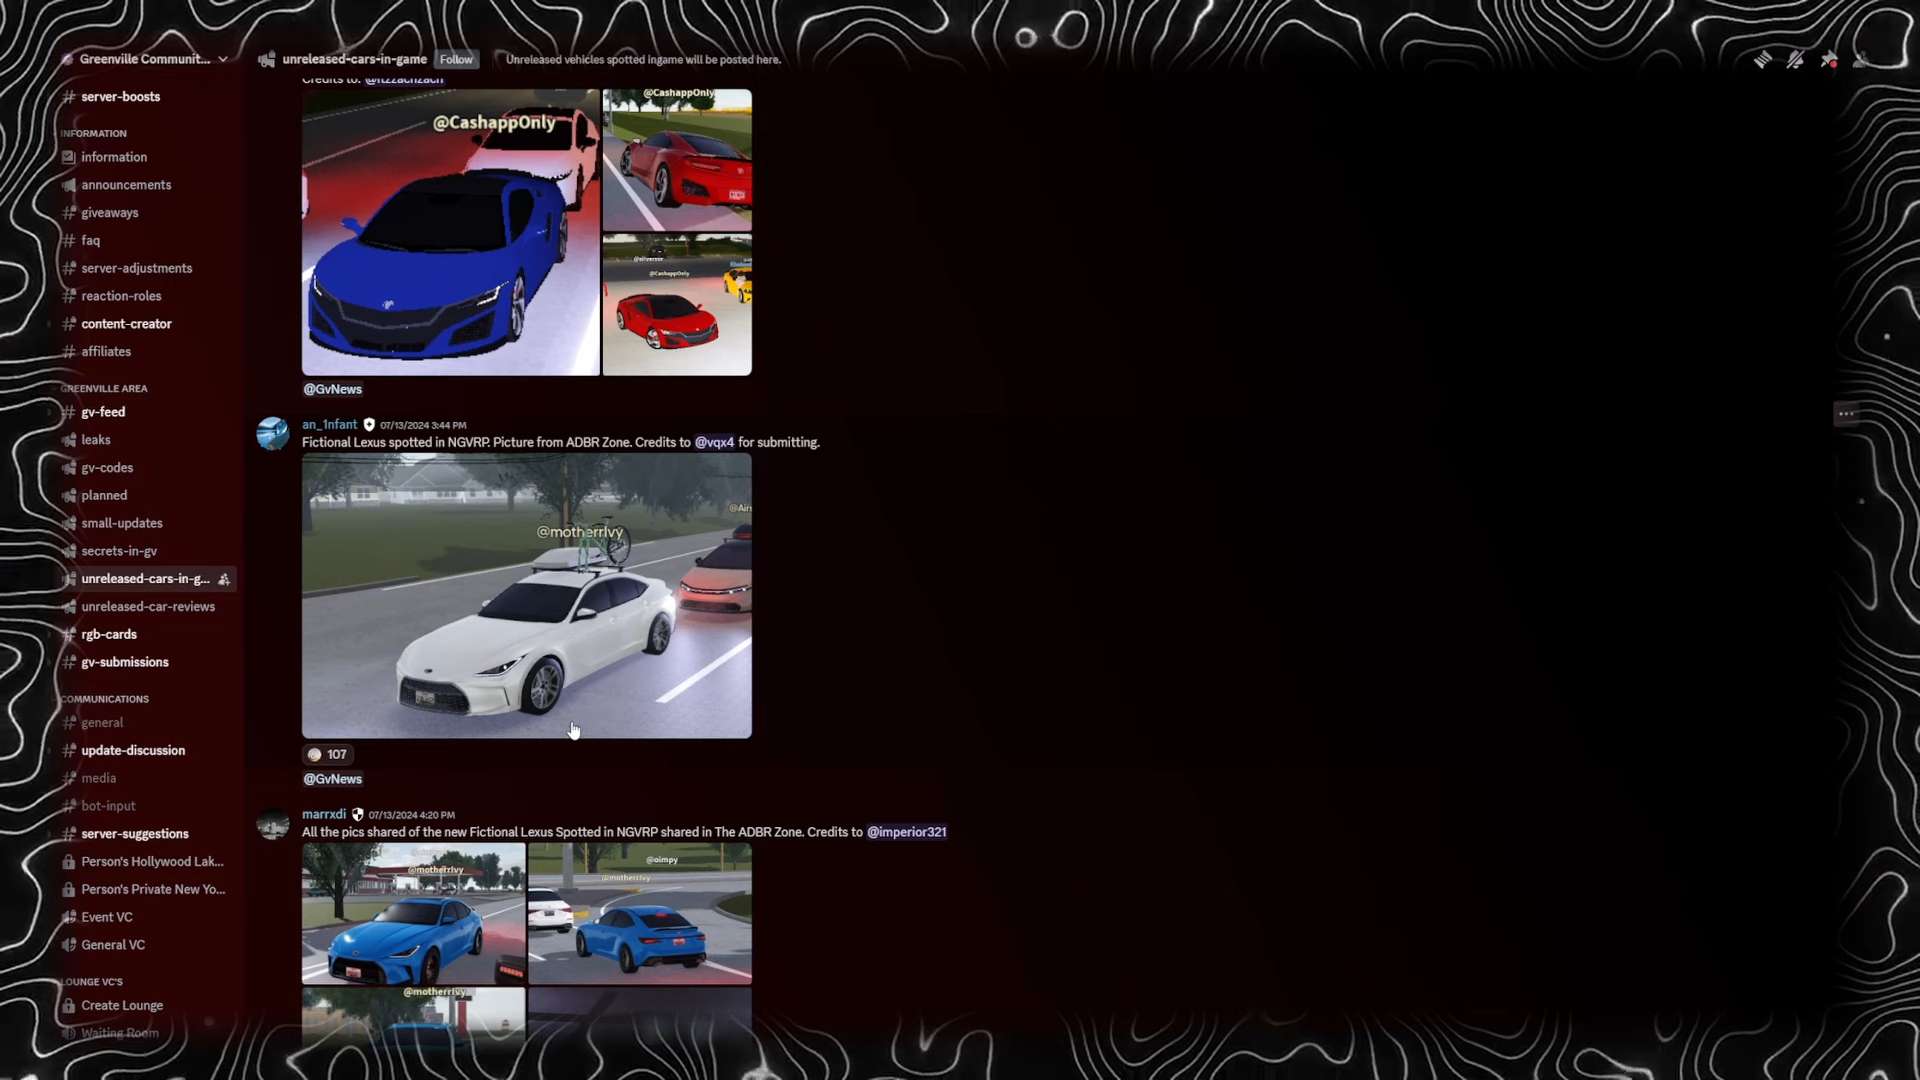 Greenville Communit...
unreleased-cars-in-game
Follow
Unreleased vehicles spotted ingame will be posted here.
server-boosts
INFORMATION
information
announcements
giveaways
faq
server-adjustments
reaction-roles
content-creator
affiliates
GREENVILLE AREA
gv-feed
leaks
gv-codes
planned
small-updates
secrets-in-gv
unreleased-cars-in-g...
unreleased-car-reviews
rgb-cards
gv-submissions
COMMUNICATIONS
general
update-discussion
media
bot-input
server-suggestions
Person's Hollywood Lak...
Person's Private New Yo...
Event VC
General VC
LOUNGE VC'S
Create Lounge
Waiting Room
Credits to: @itzzachzach
@CashappOnly
@CashappOnly
@CashappOnly
@GvNews
an_1nfant 07/13/2024 3:44 PM
Fictional Lexus spotted in NGVRP. Picture from ADBR Zone. Credits to @vqx4 for submitting.
@motherrlvy
@Airs
107
@GvNews
marrxdi 07/13/2024 4:20 PM
All the pics shared of the new Fictional Lexus Spotted in NGVRP shared in The ADBR Zone. Credits to @imperior321
@motherrlvy
@oimpy
@motherrlvy
@motherrlvy